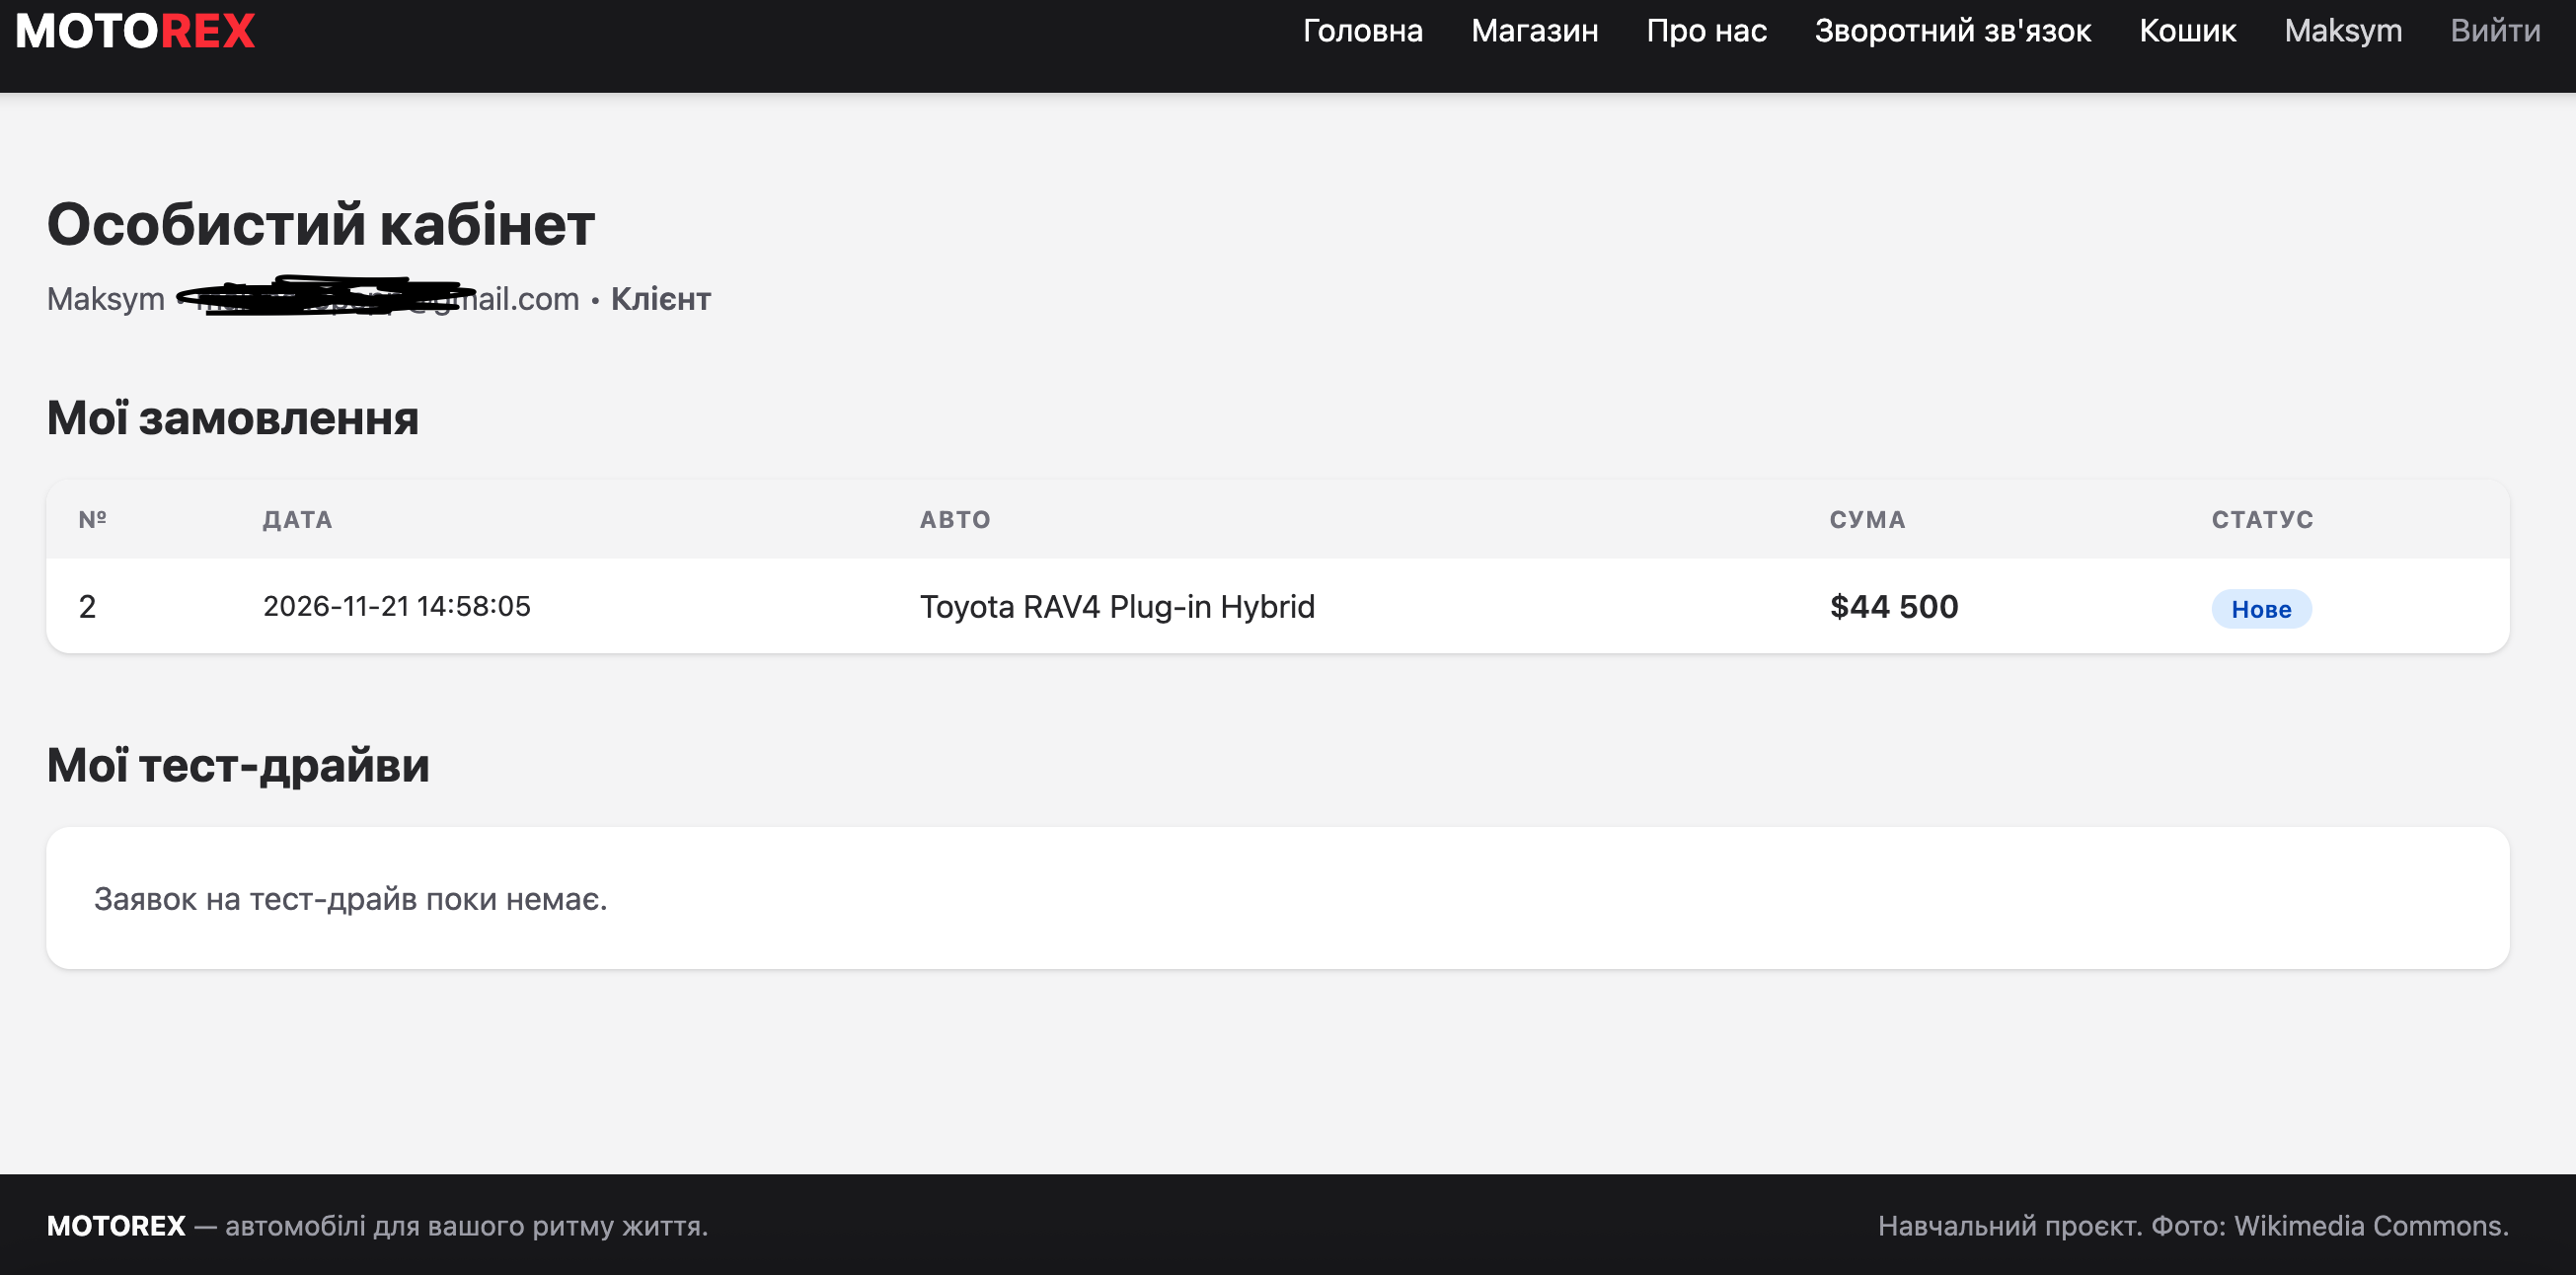 MOTOREX Головна Магазин Про нас Зворотний зв'язок Кошик Maksym Вийти
Особистий кабінет
Maksym • @gmail.com • Клієнт
Мої замовлення
№ ДАТА АВТО СУМА СТАТУС
2 2026-11-21 14:58:05 Toyota RAV4 Plug-in Hybrid $44 500 Нове
Мої тест-драйви
Заявок на тест-драйв поки немає.
MOTOREX — автомобілі для вашого ритму життя. Навчальний проєкт. Фото: Wikimedia Commons.